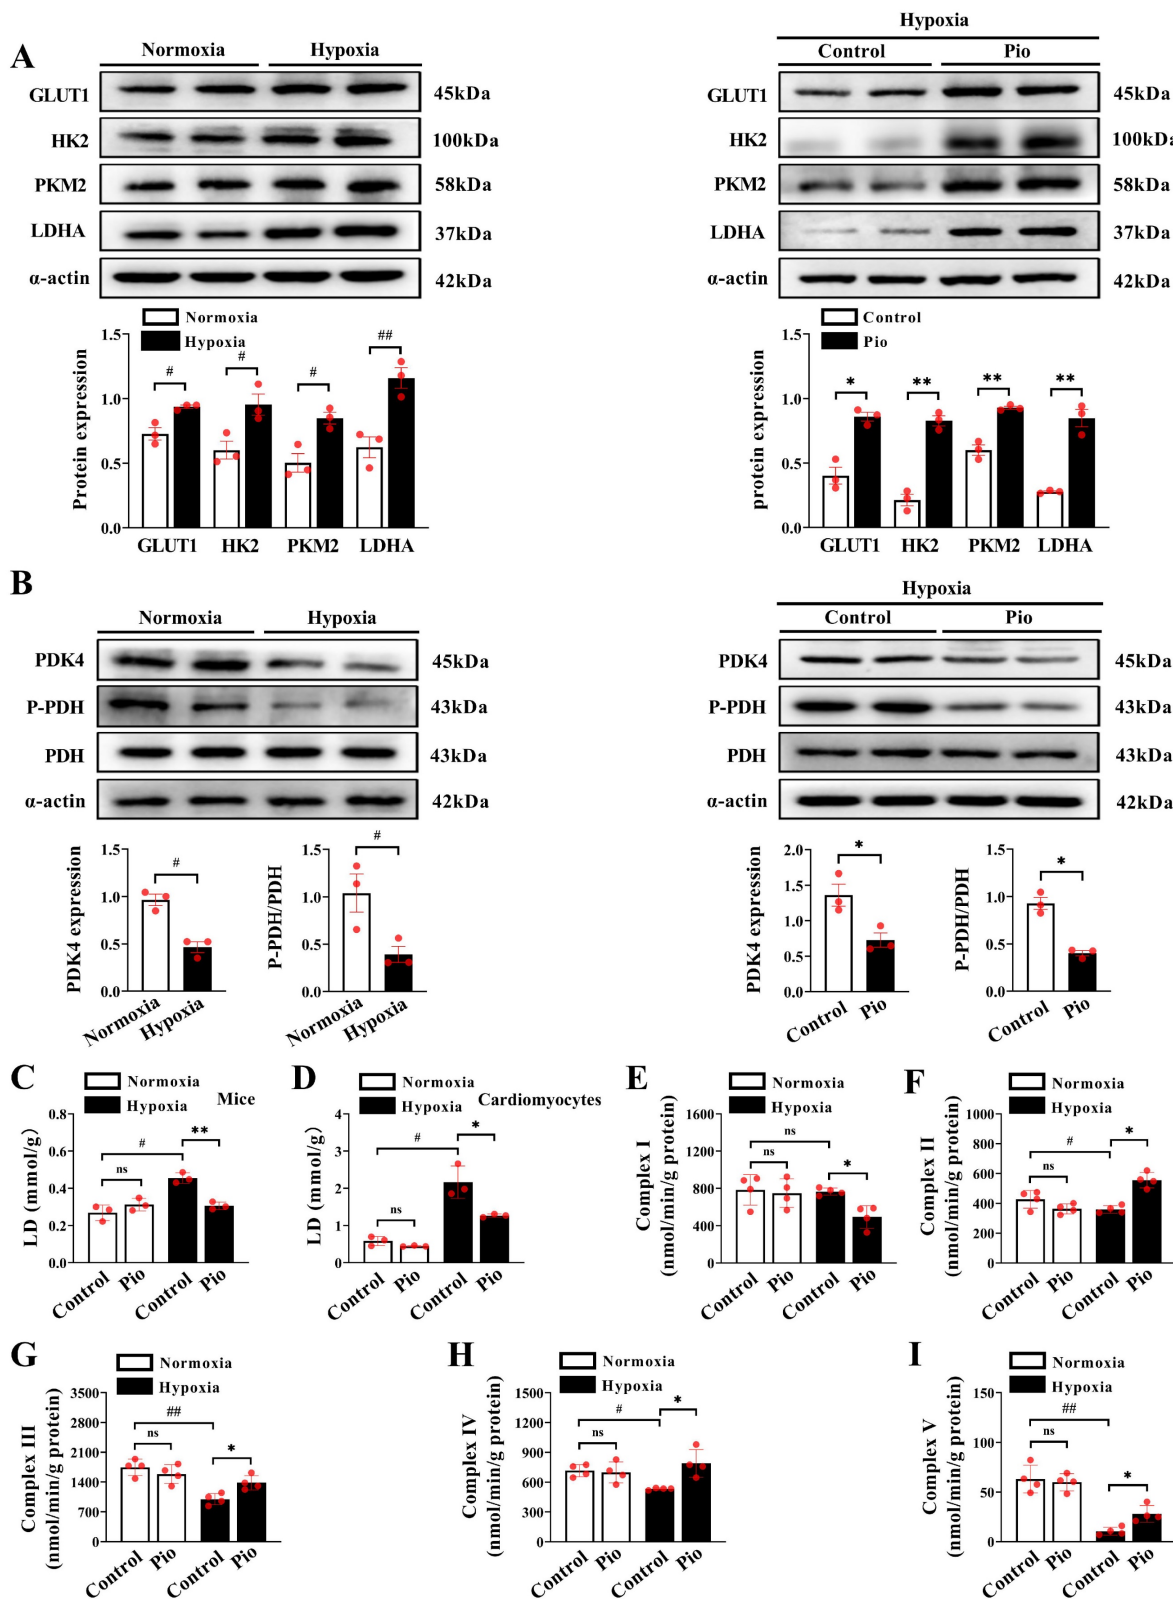 A
Normoxia Hypoxia
GLUT1 45kDa
HK2 100kDa
PKM2 58kDa
LDHA 37kDa
α-actin 42kDa
Normoxia
Hypoxia
Protein expression
1.5
1.0
0.5
0.0
# # # ##
GLUT1 HK2 PKM2 LDHA
Hypoxia
Control Pio
GLUT1 45kDa
HK2 100kDa
PKM2 58kDa
LDHA 37kDa
α-actin 42kDa
Control
Pio
protein expression
1.5
1.0
0.5
0.0
* ** ** **
GLUT1 HK2 PKM2 LDHA
B
Normoxia Hypoxia
PDK4 45kDa
P-PDH 43kDa
PDH 43kDa
α-actin 42kDa
PDK4 expression
1.5
1.0
0.5
0.0
#
Normoxia Hypoxia
P-PDH/PDH
1.5
1.0
0.5
0.0
#
Normoxia Hypoxia
Hypoxia
Control Pio
PDK4 45kDa
P-PDH 43kDa
PDH 43kDa
α-actin 42kDa
PDK4 expression
2.0
1.5
1.0
0.5
0.0
*
Control Pio
P-PDH/PDH
1.5
1.0
0.5
0.0
*
Control Pio
C
Normoxia
Hypoxia Mice
LD (mmol/g)
0.8
0.6
0.4
0.2
0.0
ns # **
Control Pio Control Pio
D
Normoxia
Hypoxia Cardiomyocytes
LD (mmol/g)
4
3
2
1
0
ns # *
Control Pio Control Pio
E
Normoxia
Hypoxia
Complex I
(nmol/min/g protein)
1600
1200
800
400
0
ns ns *
Control Pio Control Pio
F
Normoxia
Hypoxia
Complex II
(nmol/min/g protein)
1000
800
600
400
200
0
ns # *
Control Pio Control Pio
G
Normoxia
Hypoxia
Complex III
(nmol/min/g protein)
3500
2800
2100
1400
700
0
ns ## *
Control Pio Control Pio
H
Normoxia
Hypoxia
Complex IV
(nmol/min/g protein)
1500
1200
900
600
300
0
ns # *
Control Pio Control Pio
I
Normoxia
Hypoxia
Complex V
(nmol/min/g protein)
150
100
50
0
ns ## *
Control Pio Control Pio